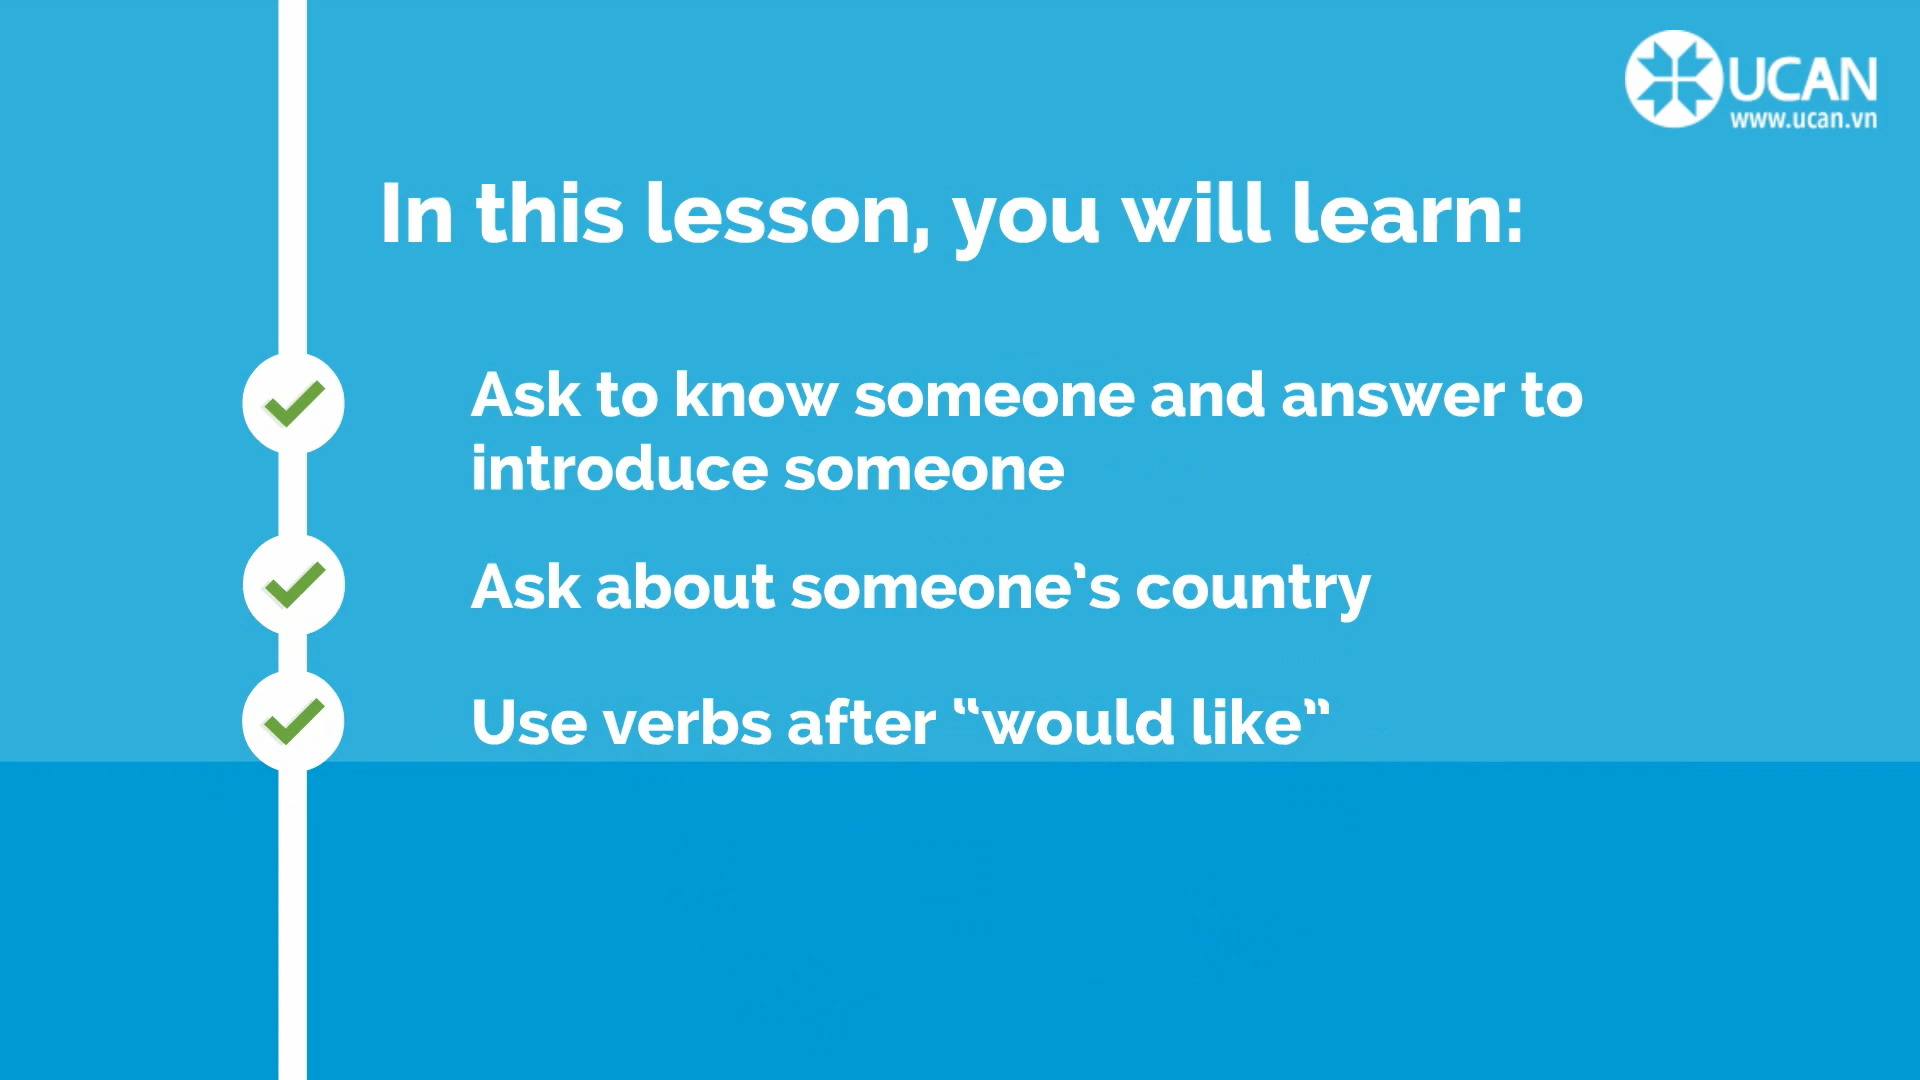 UCAN
www.ucan.vn
In this lesson, you will learn:
Ask to know someone and answer to
introduce someone
Ask about someone’s country
Use verbs after “would like”